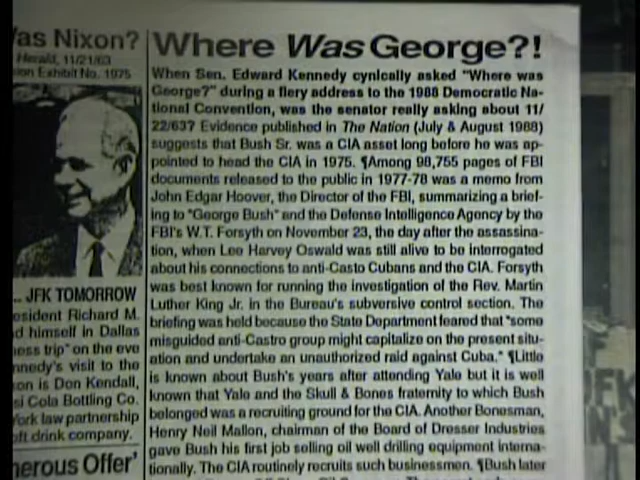 as Nixon?
Herald, 11/21/63
ion Exhibit No. 1975
... JFK TOMORROW
esident Richard M.
d himself in Dallas
ness trip" on the eve
nnedy's visit to the
on is Don Kendall,
si Cola Bottling Co.
York law partnership
oft drink company.
nerous Offer'
Where Was George?!
When Sen. Edward Kennedy cynically asked "Where was
George?" during a fiery address to the 1988 Democratic Na-
tional Convention, was the senator really asking about 11/
22/63? Evidence published in The Nation (July & August 1988)
suggests that Bush Sr. was a CIA asset long before he was ap-
pointed to head the CIA in 1975. ¶Among 98,755 pages of FBI
documents released to the public in 1977-78 was a memo from
John Edgar Hoover, the Director of the FBI, summarizing a brief-
ing to "George Bush" and the Defense Intelligence Agency by the
FBI's W.T. Forsyth on November 23, the day after the assassina-
tion, when Lee Harvey Oswald was still alive to be interrogated
about his connections to anti-Casto Cubans and the CIA. Forsyth
was best known for running the investigation of the Rev. Martin
Luther King Jr. in the Bureau's subversive control section. The
briefing was held because the State Department feared that "some
misguided anti-Castro group might capitalize on the present situ-
ation and undertake an unauthorized raid against Cuba." ¶Little
is known about Bush's years after attending Yale but it is well
known that Yale and the Skull & Bones fraternity to which Bush
belonged was a recruiting ground for the CIA. Another Bonesman,
Henry Neil Mallon, chairman of the Board of Dresser Industries
gave Bush his first job selling oil well drilling equipment interna-
tionally. The CIA routinely recruits such businessmen. ¶Bush later